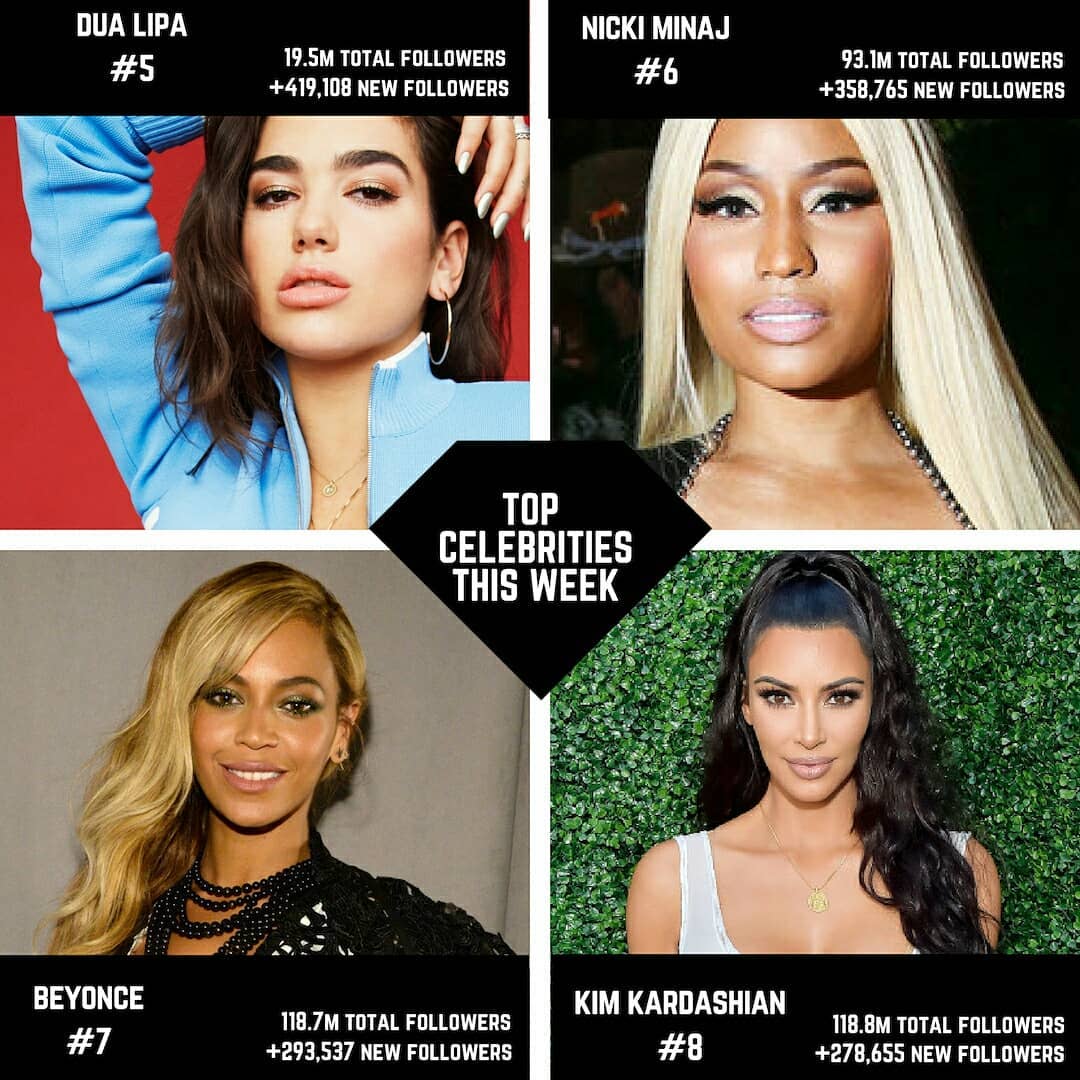 DUA LIPA
#5
19.5M TOTAL FOLLOWERS
+419,108 NEW FOLLOWERS
NICKI MINAJ
#6
93.1M TOTAL FOLLOWERS
+358,765 NEW FOLLOWERS
TOP
CELEBRITIES
THIS WEEK
BEYONCE
#7
118.7M TOTAL FOLLOWERS
+293,537 NEW FOLLOWERS
KIM KARDASHIAN
#8
118.8M TOTAL FOLLOWERS
+278,655 NEW FOLLOWERS